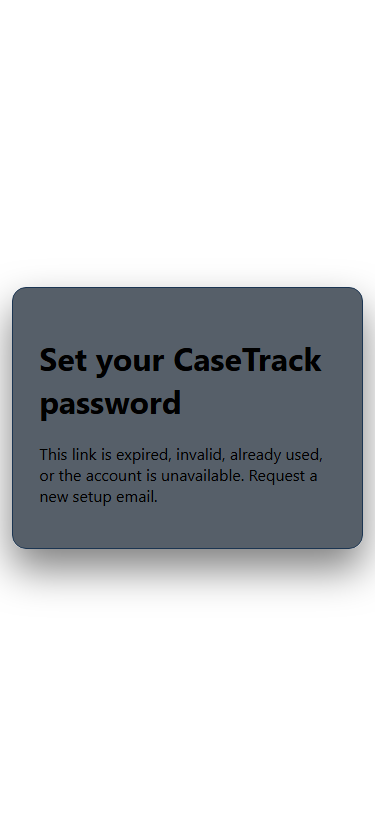 Set your CaseTrack
password
This link is expired, invalid, already used,
or the account is unavailable. Request a
new setup email.